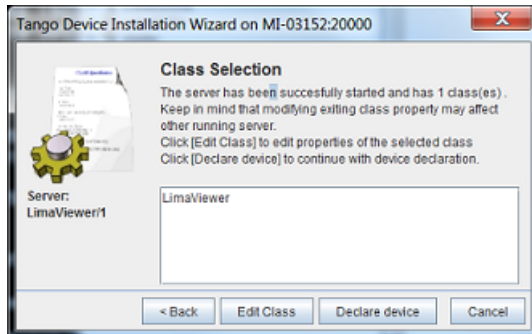 Tango Device Installation Wizard on MI-03152:20000
Class Selection
The server has been succesfully started and has 1 class(es) .
Keep in mind that modifying exiting class property may affect
other running server.
Click [Edit Class] to edit properties of the selected class
Click [Declare device] to continue with device declaration.
Server:
LimaViewer/1
LimaViewer
< Back
Edit Class
Declare device
Cancel